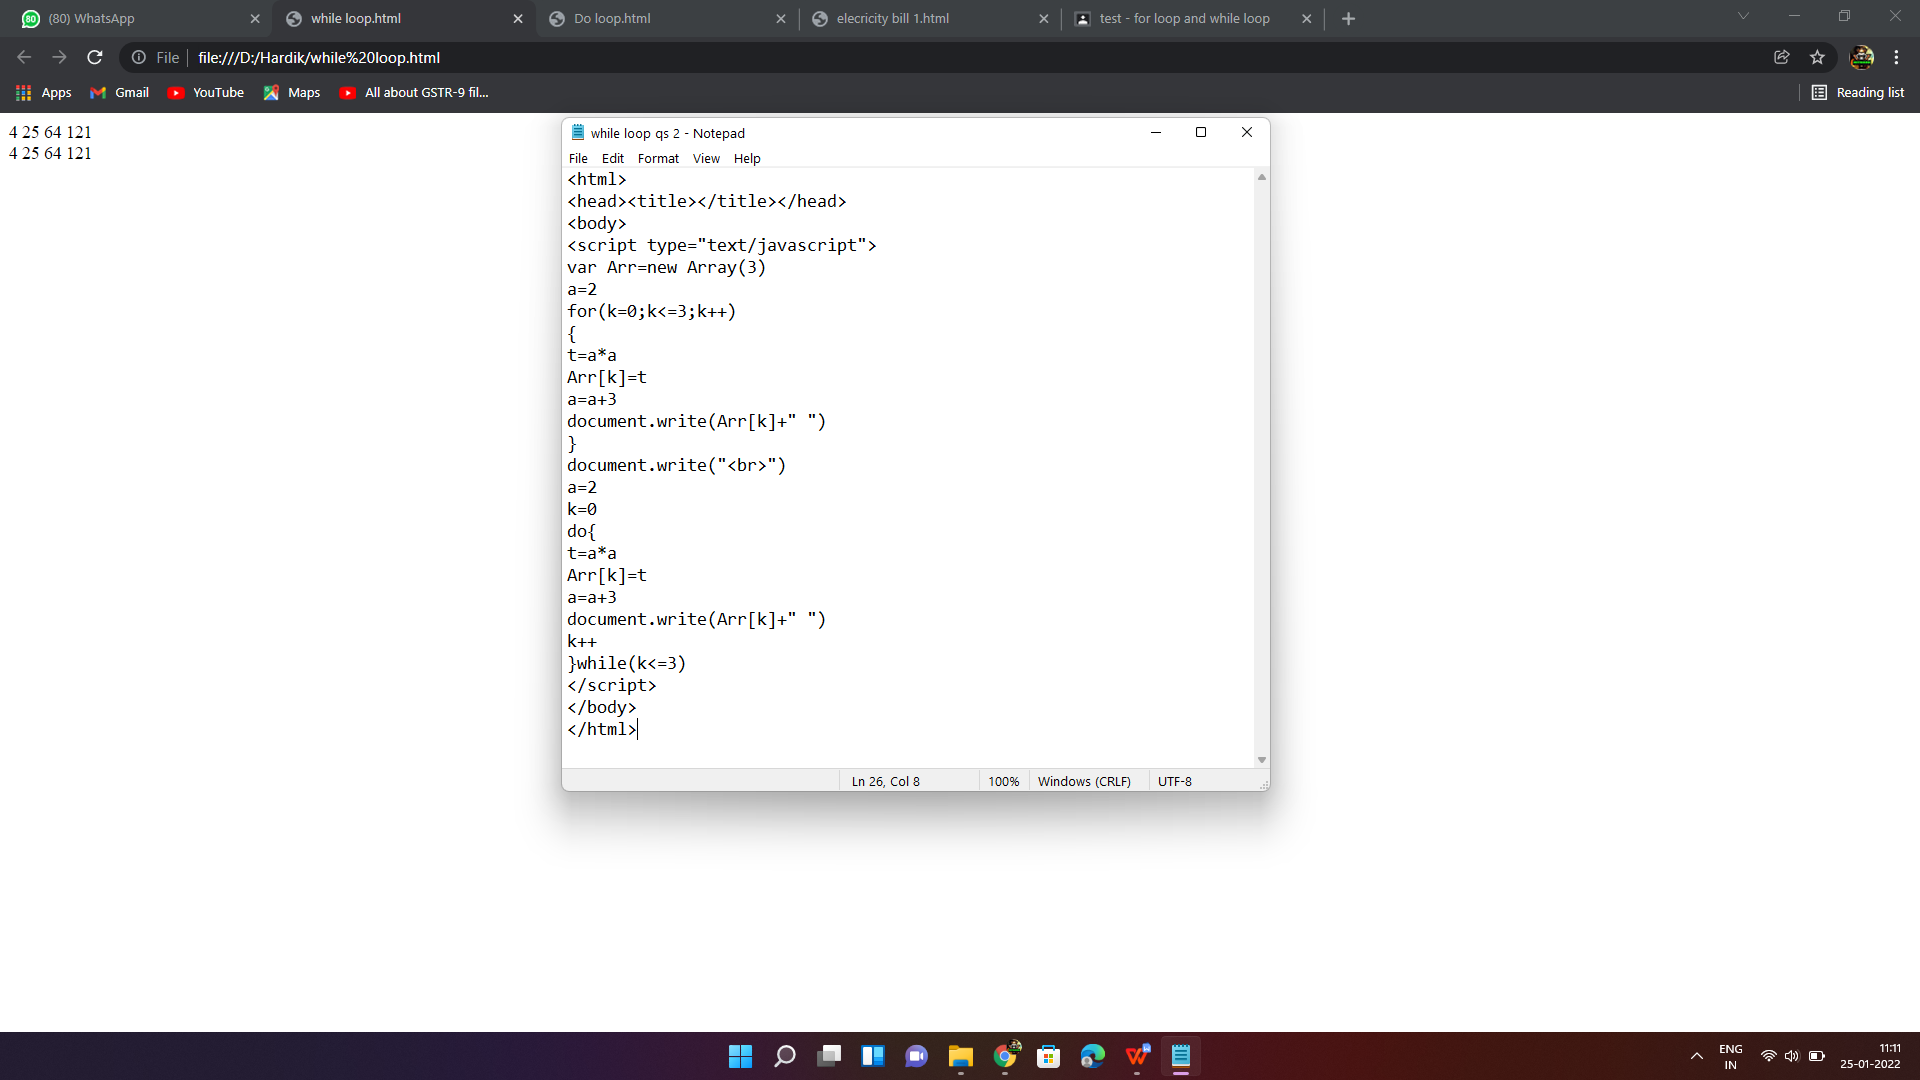 (80) WhatsApp
while loop.html
Do loop.html
elecricity bill 1.html
test - for loop and while loop
File
file:///D:/Hardik/while%20loop.html
Apps
Gmail
YouTube
Maps
All about GSTR-9 fil...
Reading list
4 25 64 121
4 25 64 121
while loop qs 2 - Notepad
File Edit Format View Help
<html>
<head><title></title></head>
<body>
<script type="text/javascript">
var Arr=new Array(3)
a=2
for(k=0;k<=3;k++)
{
t=a*a
Arr[k]=t
a=a+3
document.write(Arr[k]+" ")
}
document.write("<br>")
a=2
k=0
do{
t=a*a
Arr[k]=t
a=a+3
document.write(Arr[k]+" ")
k++
}while(k<=3)
</script>
</body>
</html>
Ln 26, Col 8
100%
Windows (CRLF)
UTF-8
ENG
IN
11:11
25-01-2022